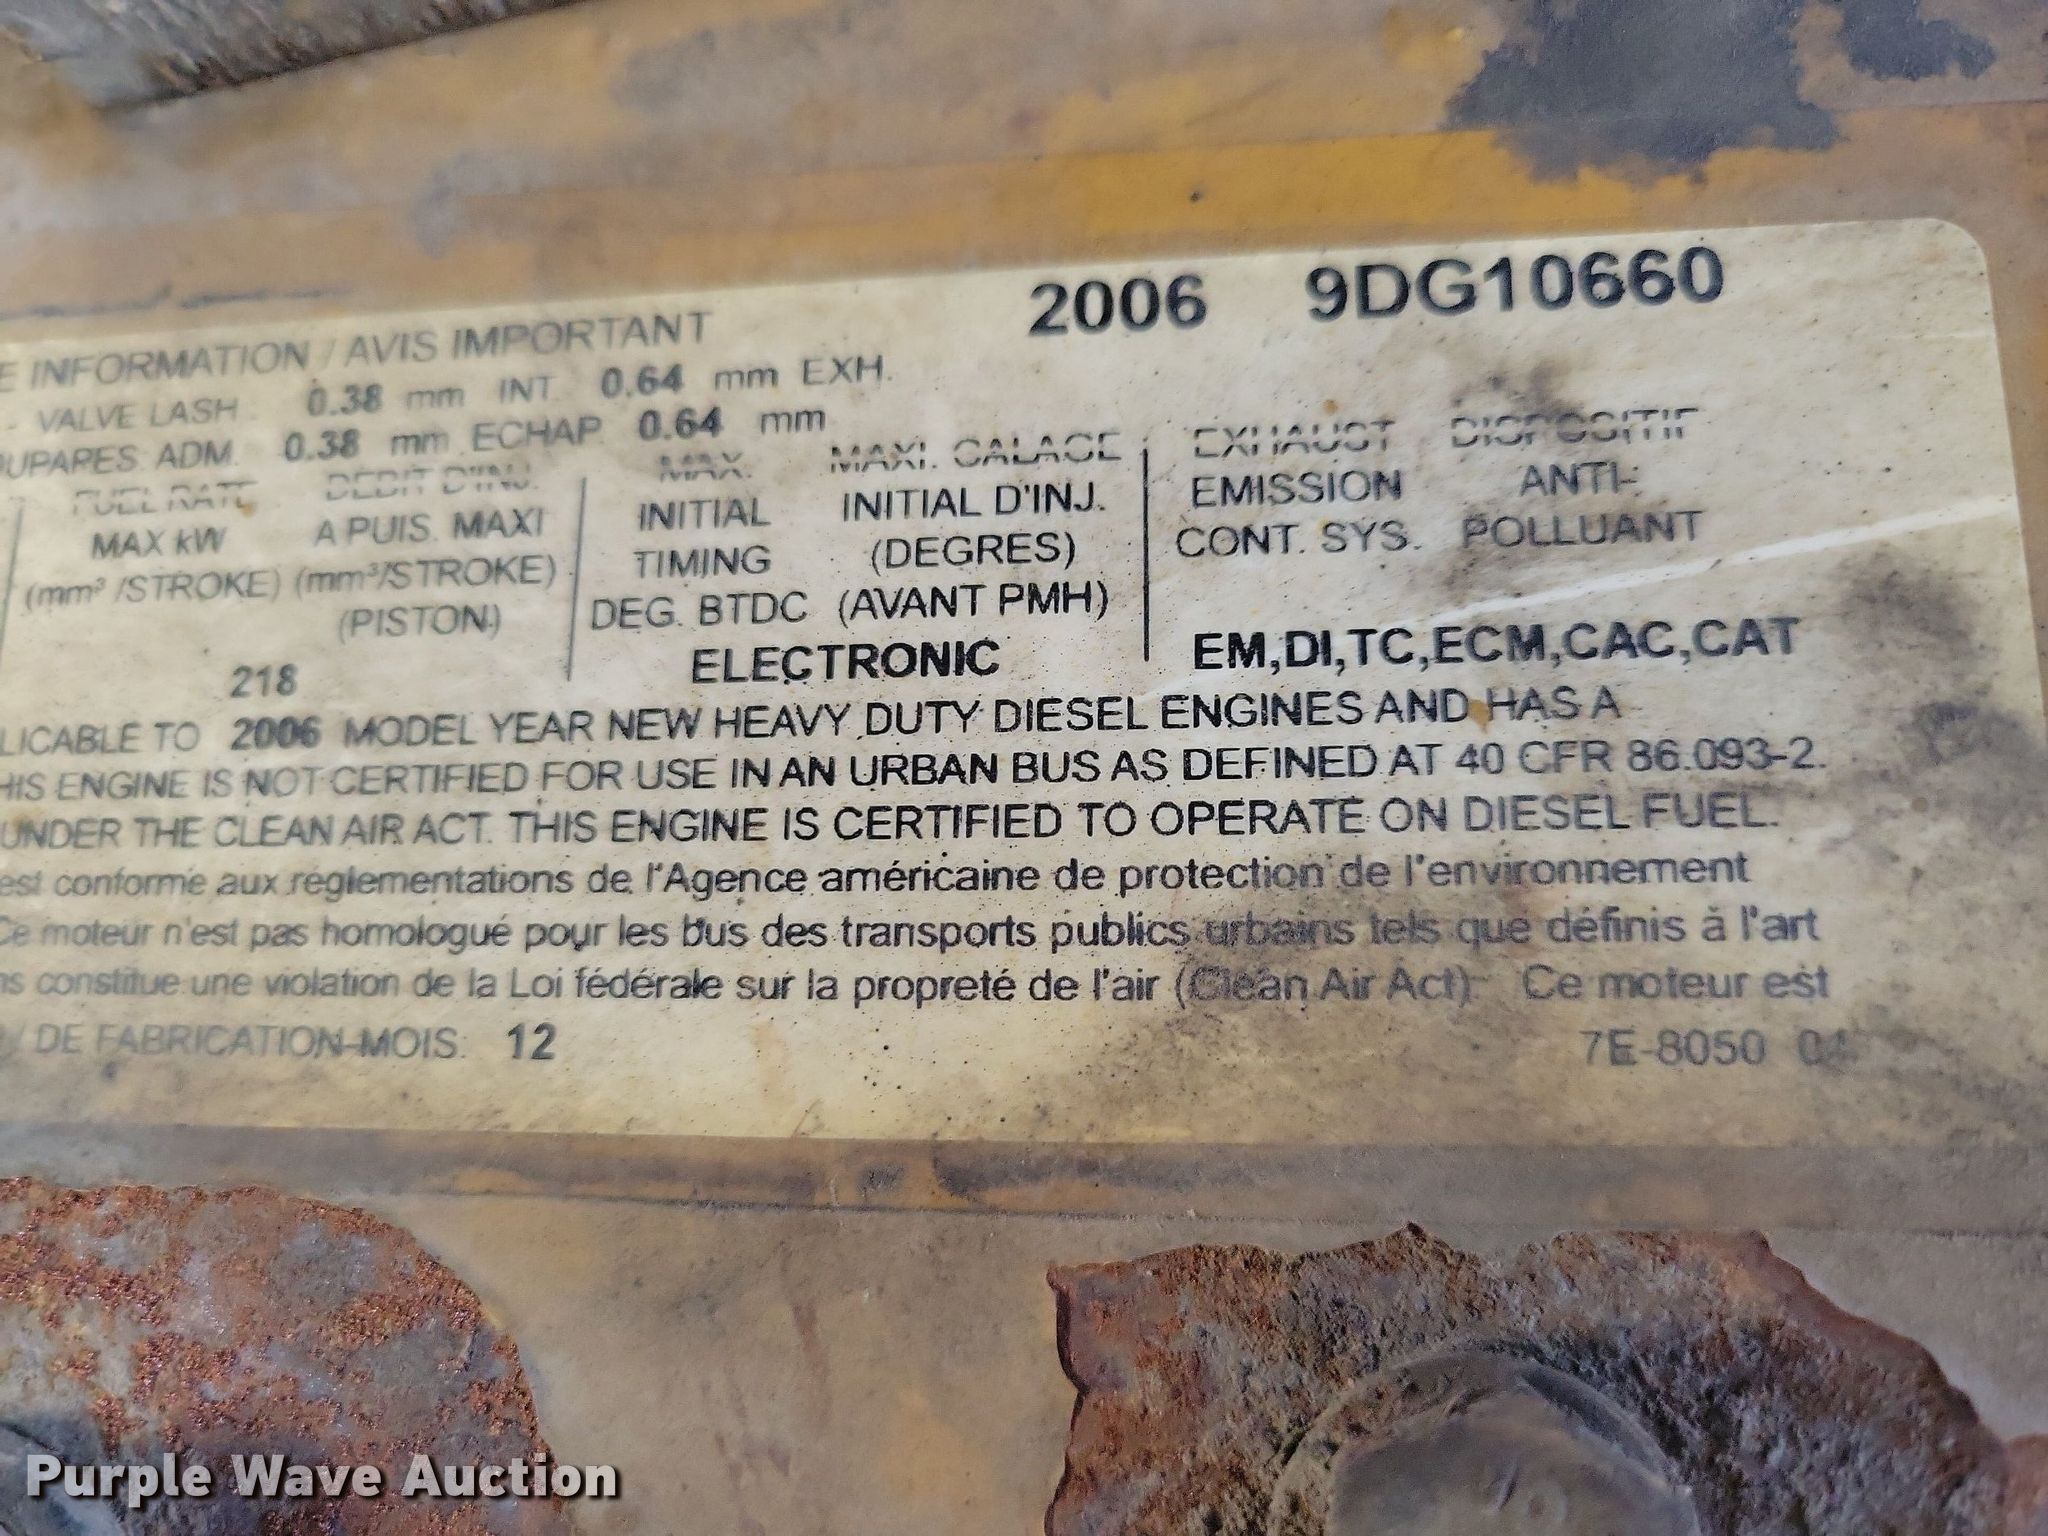 2006 9DG10660
E INFORMATION / AVIS IMPORTANT
- VALVE LASH. 0.38 mm INT. 0.64 mm EXH.
OUPAPES ADM. 0.38 mm ECHAP. 0.64 mm
FUEL RATE DEBIT D'INJ. MAX. MAXI. CALAGE EXHAUST DISPOSITIF
MAX kW A PUIS. MAXI INITIAL INITIAL D'INJ. EMISSION ANTI-
(mm³ /STROKE) (mm³/STROKE) TIMING (DEGRES) CONT. SYS. POLLUANT
(PISTON) DEG. BTDC (AVANT PMH)
218 ELECTRONIC EM,DI,TC,ECM,CAC,CAT
LICABLE TO 2006 MODEL YEAR NEW HEAVY DUTY DIESEL ENGINES AND HAS A
HIS ENGINE IS NOT CERTIFIED FOR USE IN AN URBAN BUS AS DEFINED AT 40 CFR 86.093-2.
UNDER THE CLEAN AIR ACT. THIS ENGINE IS CERTIFIED TO OPERATE ON DIESEL FUEL.
est conforme aux réglementations de l'Agence américaine de protection de l'environnement
Ce moteur n'est pas homologué pour les bus des transports publics urbains tels que définis à l'art
ns constitue une violation de la Loi fédérale sur la propreté de l'air (Clean Air Act). Ce moteur est
DE FABRICATION-MOIS. 12 7E-8050
Purple Wave Auction